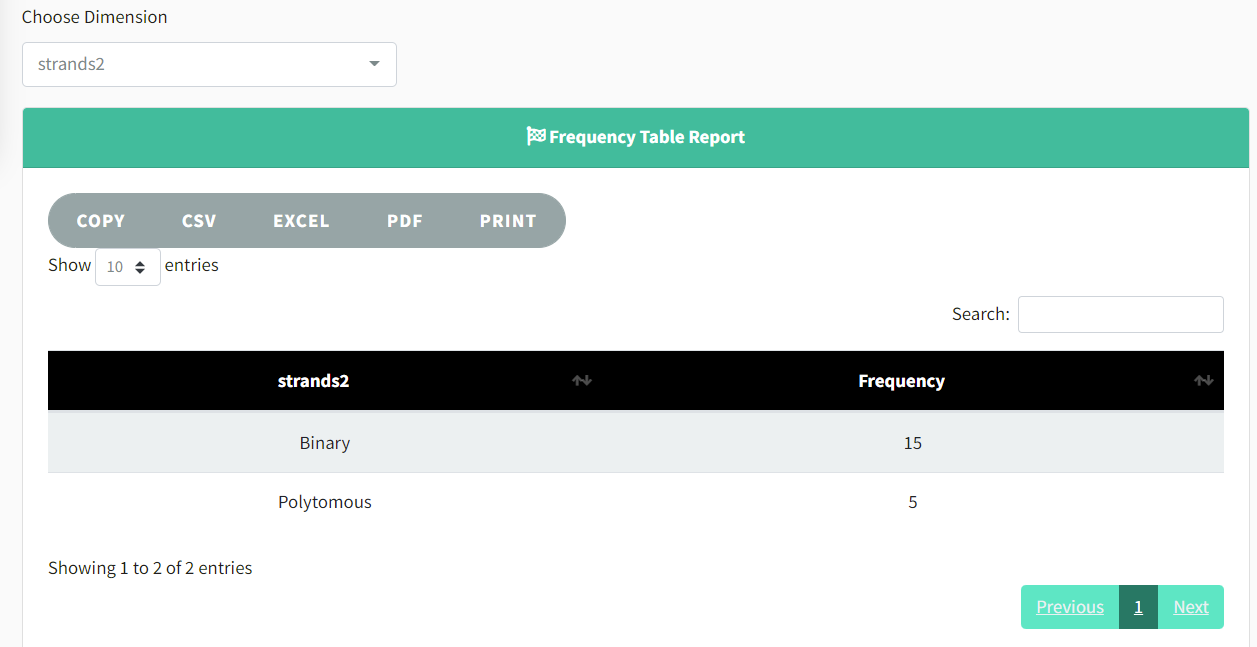 Choose Dimension
strands2
Frequency Table Report
COPY CSV EXCEL PDF PRINT
Show 10 entries
Search:
strands2 Frequency
Binary 15
Polytomous 5
Showing 1 to 2 of 2 entries
Previous 1 Next